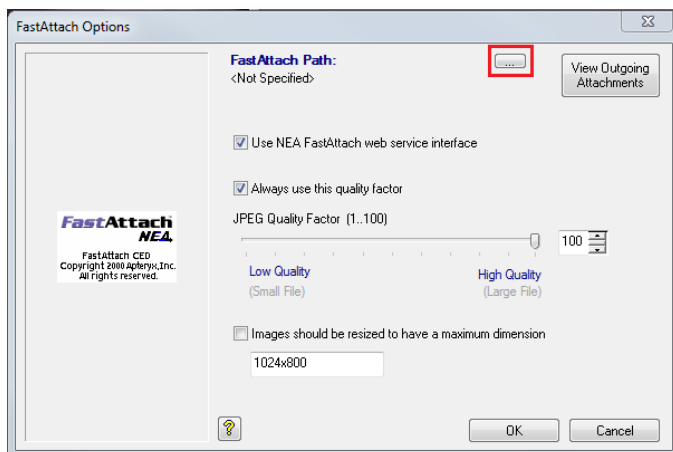 FastAttach Options
FastAttach Path:
<Not Specified>
...
View Outgoing
Attachments
Use NEA FastAttach web service interface
Always use this quality factor
JPEG Quality Factor (1..100)
100
Low Quality
(Small File)
High Quality
(Large File)
Images should be resized to have a maximum dimension
1024x800
FastAttach
NEA
FastAttach CED
Copyright 2000 Apteryx,Inc.
All rights reserved.
?
OK
Cancel